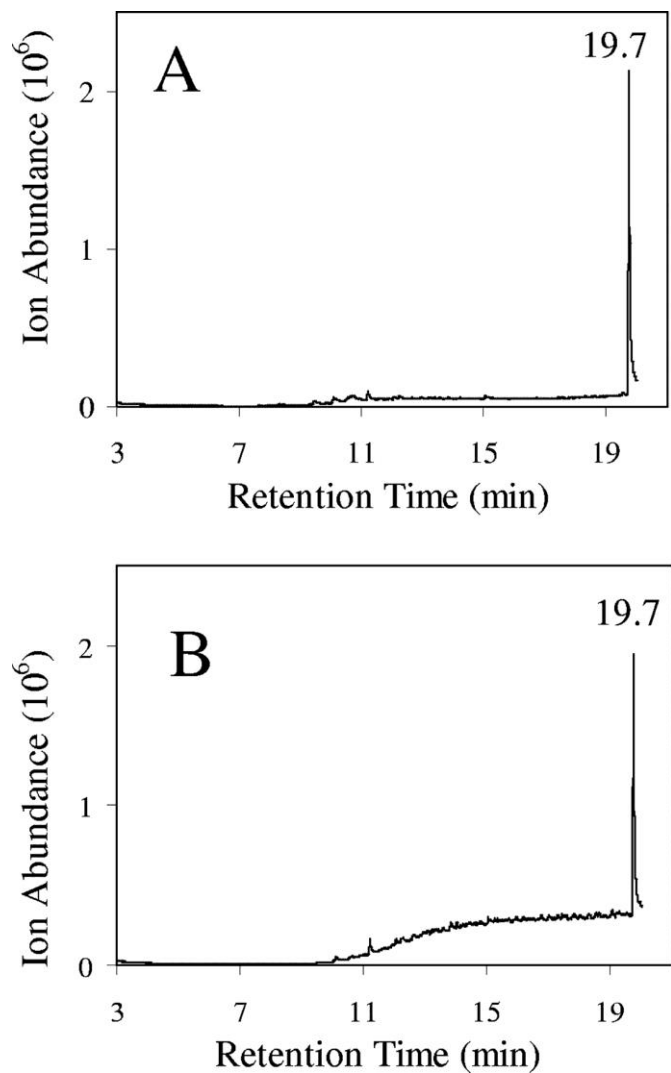 A
19.7
Ion Abundance (10⁶)
2
1
0
3 7 11 15 19
Retention Time (min)
B
19.7
Ion Abundance (10⁶)
2
1
0
3 7 11 15 19
Retention Time (min)